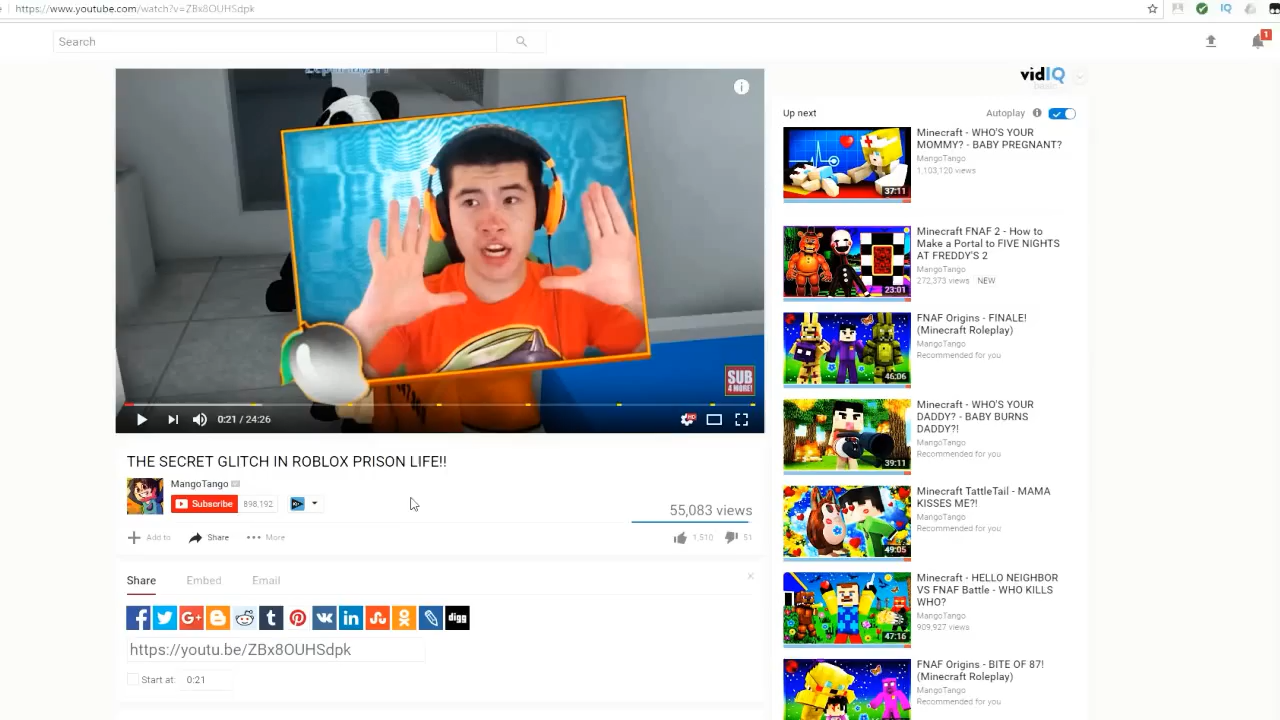 https://www.youtube.com/watch?v=ZBx8OUHSdpk
IQ
Search
1
vidIQ
basic
SUB
4 MORE!
0:21 / 24:26
HD
THE SECRET GLITCH IN ROBLOX PRISON LIFE!!
MangoTango
Subscribe 898,192
55,083 views
Add to Share More
1,510 51
Share Embed Email
digg
https://youtu.be/ZBx8OUHSdpk
Start at: 0:21
Up next Autoplay
Minecraft - WHO'S YOUR
MOMMY? - BABY PREGNANT?
MangoTango
1,103,120 views
37:11
Minecraft FNAF 2 - How to
Make a Portal to FIVE NIGHTS
AT FREDDY'S 2
MangoTango
272,373 views NEW
23:01
FNAF Origins - FINALE!
(Minecraft Roleplay)
MangoTango
Recommended for you
46:06
Minecraft - WHO'S YOUR
DADDY? - BABY BURNS
DADDY?!
MangoTango
Recommended for you
39:11
Minecraft TattleTail - MAMA
KISSES ME?!
MangoTango
Recommended for you
49:05
Minecraft - HELLO NEIGHBOR
VS FNAF Battle - WHO KILLS
WHO?
MangoTango
909,927 views
47:16
FNAF Origins - BITE OF 87!
(Minecraft Roleplay)
MangoTango
Recommended for you